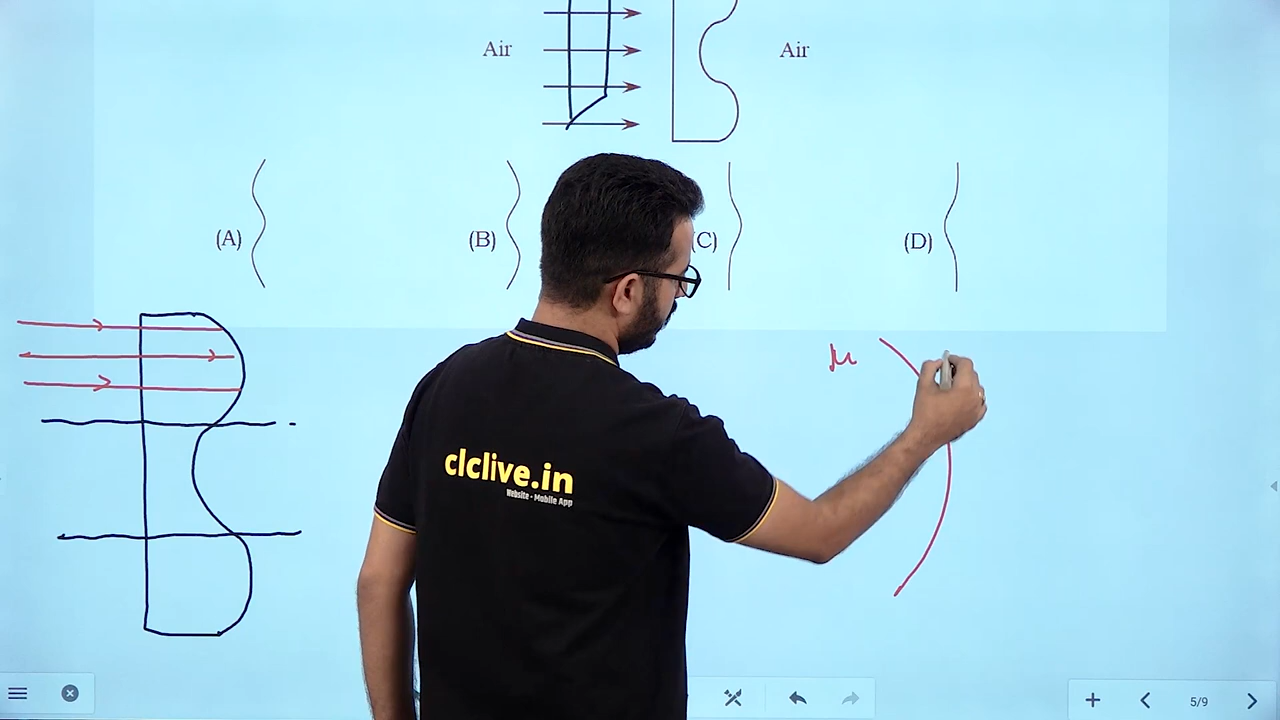 Air
Air
(A)
(B)
(C)
(D)
μ
clclive.in
Website - Mobile App
5/9